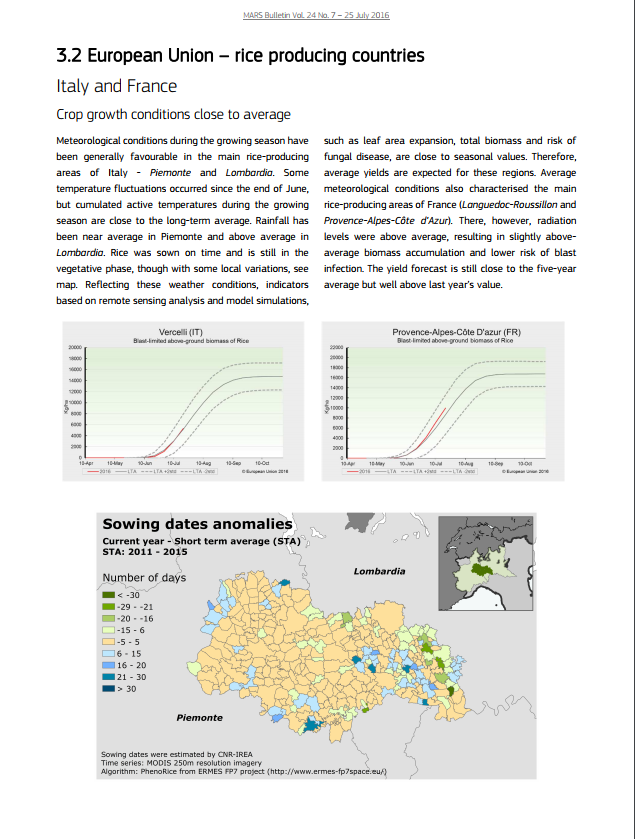 MARS Bulletin Vol. 24 No. 7 – 25 July 2016
3.2 European Union – rice producing countries
Italy and France
Crop growth conditions close to average
Meteorological conditions during the growing season have
been generally favourable in the main rice-producing
areas of Italy - Piemonte and Lombardia. Some
temperature fluctuations occurred since the end of June,
but cumulated active temperatures during the growing
season are close to the long-term average. Rainfall has
been near average in Piemonte and above average in
Lombardia. Rice was sown on time and is still in the
vegetative phase, though with some local variations, see
map. Reflecting these weather conditions, indicators
based on remote sensing analysis and model simulations,
such as leaf area expansion, total biomass and risk of
fungal disease, are close to seasonal values. Therefore,
average yields are expected for these regions. Average
meteorological conditions also characterised the main
rice-producing areas of France (Languedoc-Roussillon and
Provence-Alpes-Côte d'Azur). There, however, radiation
levels were above average, resulting in slightly above-
average biomass accumulation and lower risk of blast
infection. The yield forecast is still close to the five-year
average but well above last year's value.
Vercelli (IT)
Blast-limited above-ground biomass of Rice
20000
18000
16000
14000
12000
10000
8000
6000
4000
2000
0
Kg/ha
10-Apr 10-May 10-Jun 10-Jul 10-Aug 10-Sep 10-Oct
2016 LTA LTA +2std LTA -2std © European Union 2016
Provence-Alpes-Côte D'azur (FR)
Blast-limited above-ground biomass of Rice
22000
20000
18000
16000
14000
12000
10000
8000
6000
4000
2000
0
Kg/ha
10-Apr 10-May 10-Jun 10-Jul 10-Aug 10-Sep 10-Oct
2016 LTA LTA +2std LTA -2std © European Union 2016
Sowing dates anomalies
Current year - Short term average (STA)
STA: 2011 - 2015
Number of days
< -30
-29 - -21
-20 - -16
-15 - 6
-5 - 5
6 - 15
16 - 20
21 - 30
> 30
Lombardia
Piemonte
Sowing dates were estimated by CNR-IREA
Time series: MODIS 250m resolution imagery
Algorithm: PhenoRice from ERMES FP7 project (http://www.ermes-fp7space.eu/)